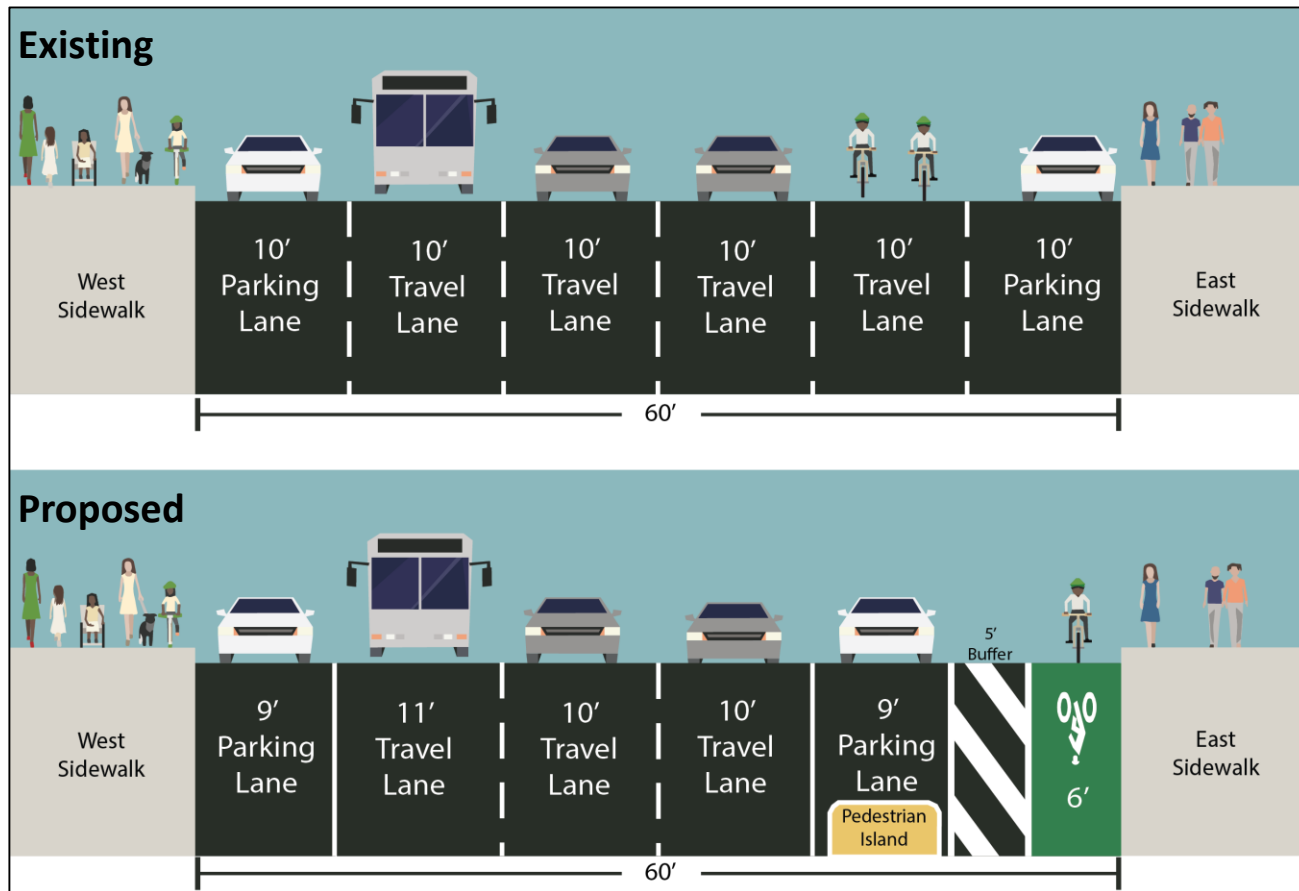 Existing
West
Sidewalk
10’
Parking
Lane
10’
Travel
Lane
10’
Travel
Lane
10’
Travel
Lane
10’
Travel
Lane
10’
Parking
Lane
East
Sidewalk
60’
Proposed
West
Sidewalk
9’
Parking
Lane
11’
Travel
Lane
10’
Travel
Lane
10’
Travel
Lane
9’
Parking
Lane
Pedestrian
Island
5’
Buffer
6’
East
Sidewalk
60’